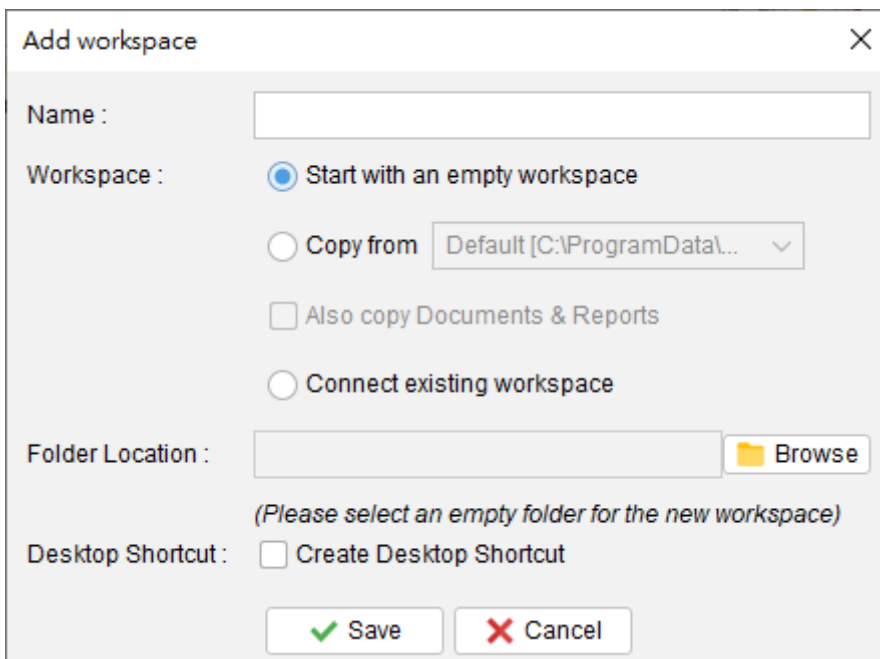 Add workspace
Name :
Workspace :
Start with an empty workspace
Copy from Default [C:\ProgramData\...
Also copy Documents & Reports
Connect existing workspace
Folder Location :
Browse
(Please select an empty folder for the new workspace)
Desktop Shortcut : Create Desktop Shortcut
Save Cancel